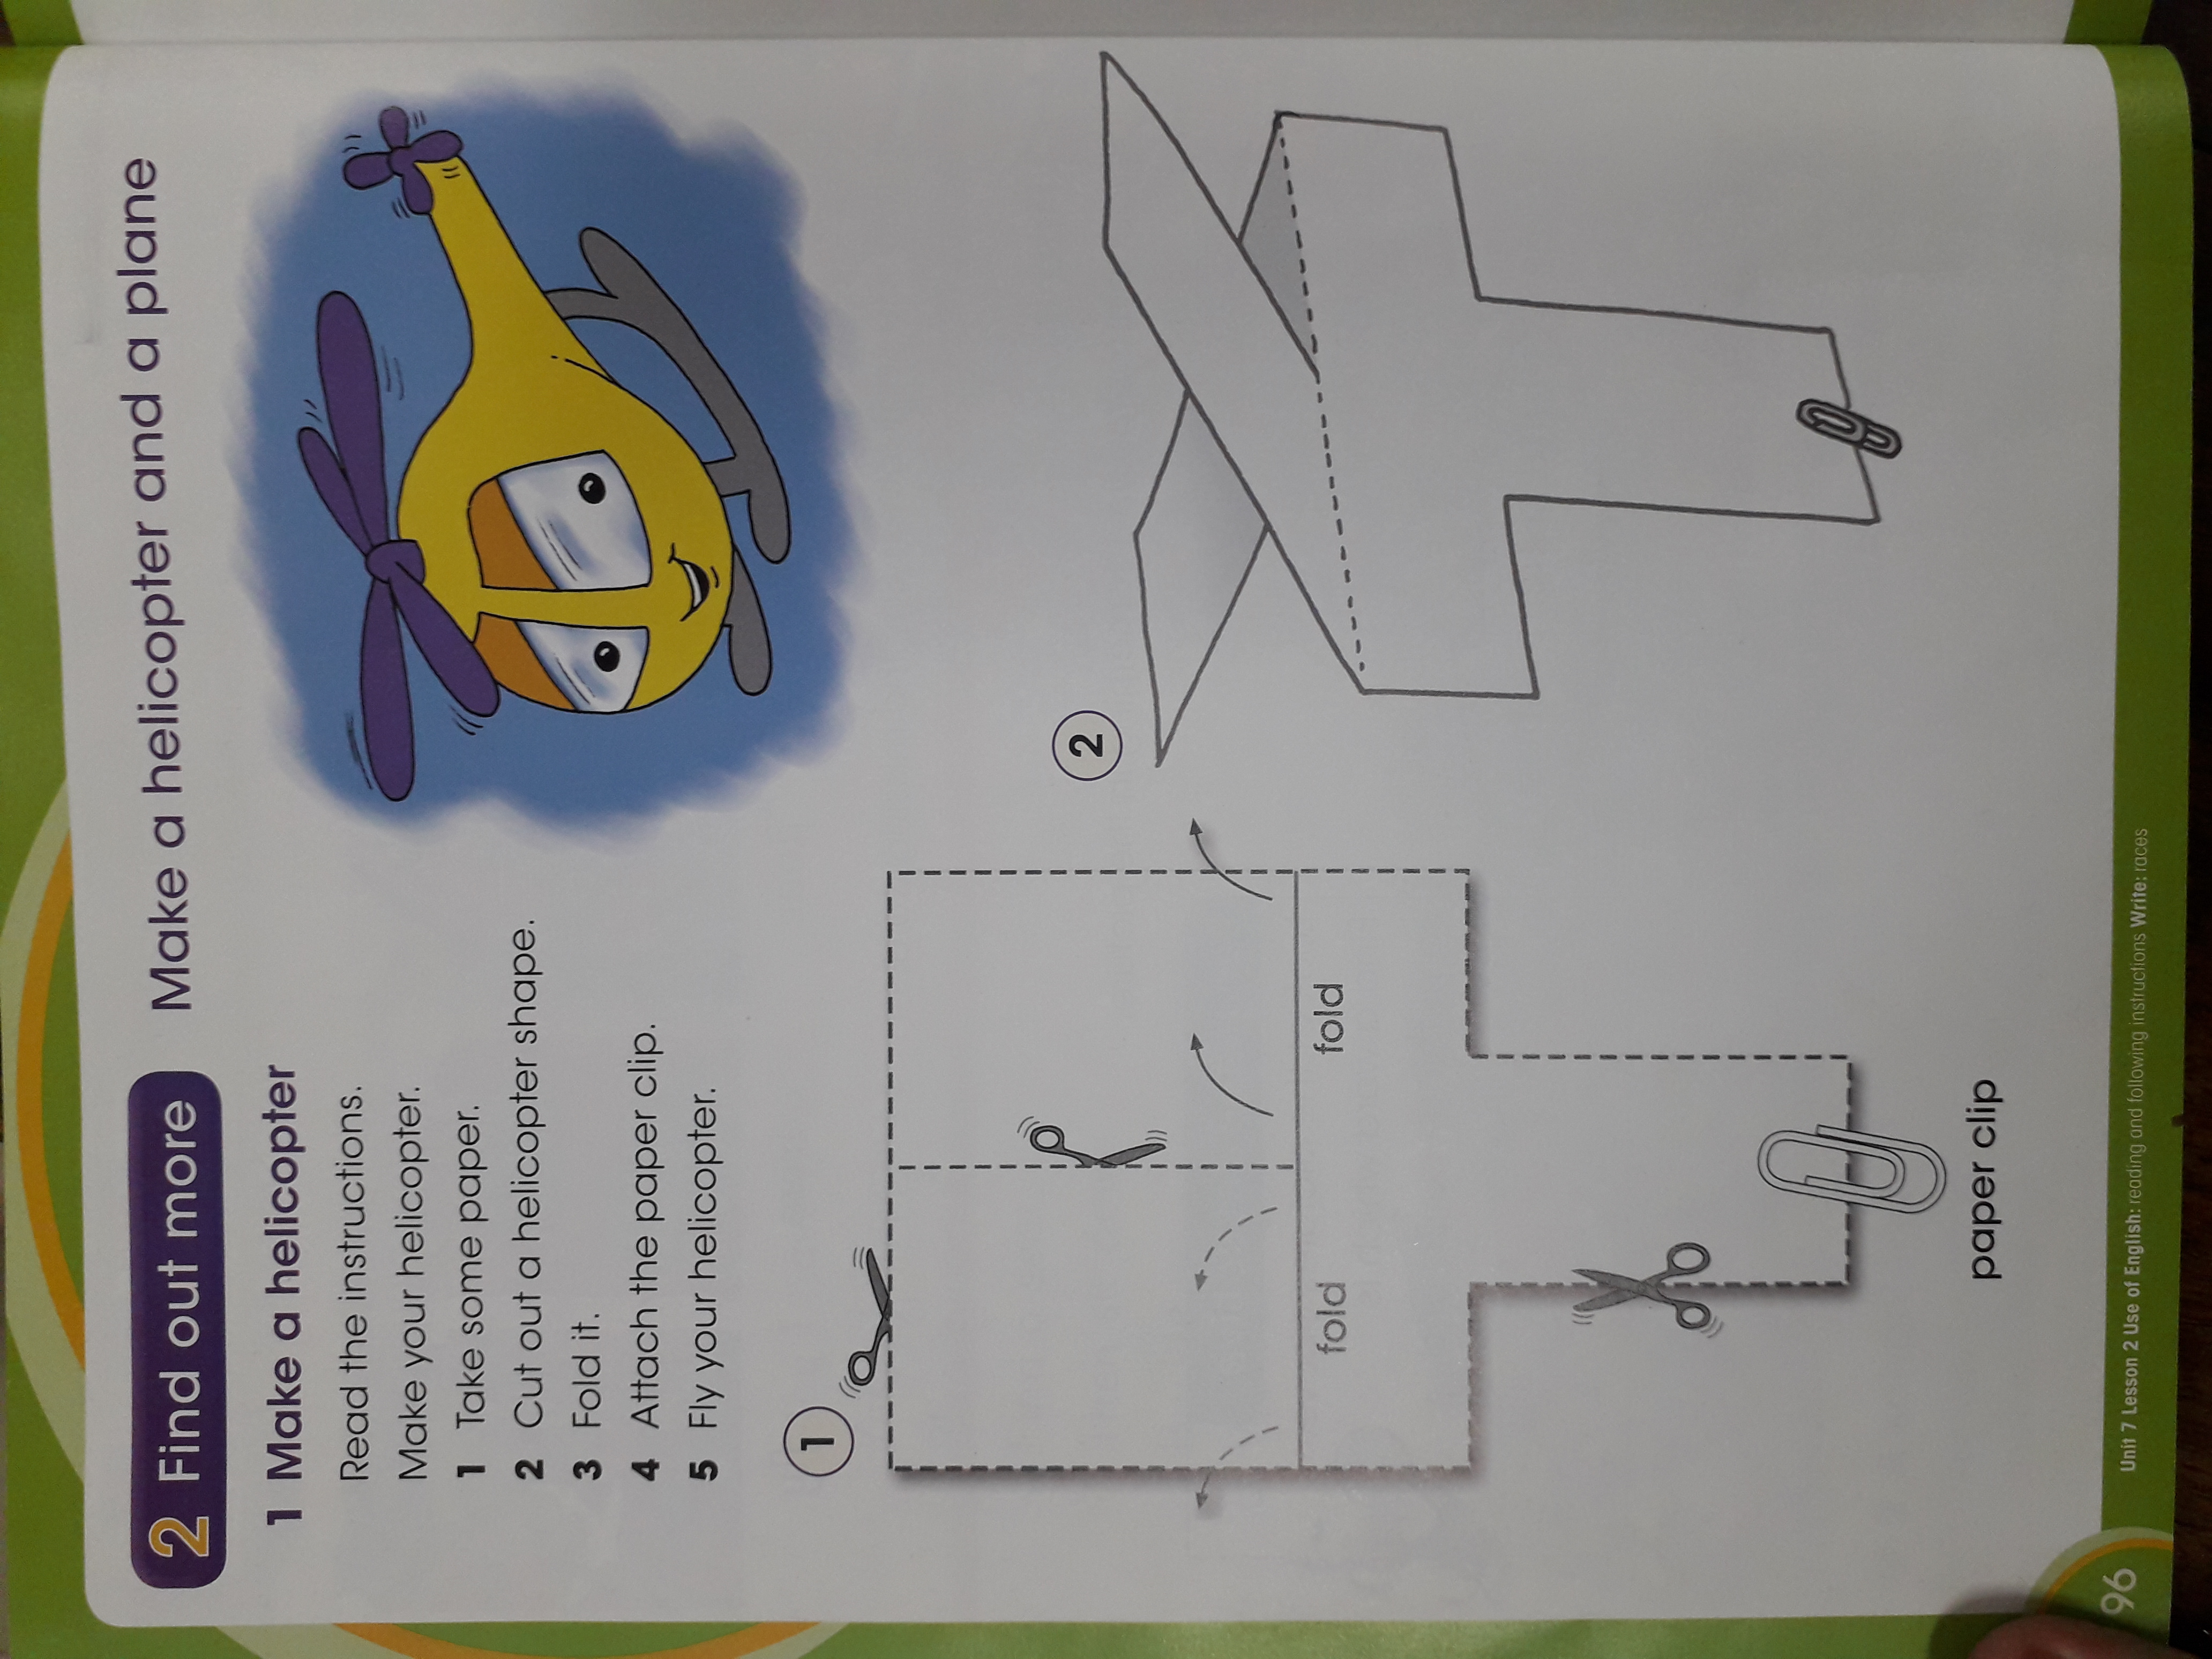 2 Find out more
Make a helicopter and a plane
1 Make a helicopter
Read the instructions.
Make your helicopter.
1 Take some paper.
2 Cut out a helicopter shape.
3 Fold it.
4 Attach the paper clip.
5 Fly your helicopter.
1
fold fold
paper clip
2
96
Unit 7 Lesson 2 Use of English: reading and following instructions Write: races